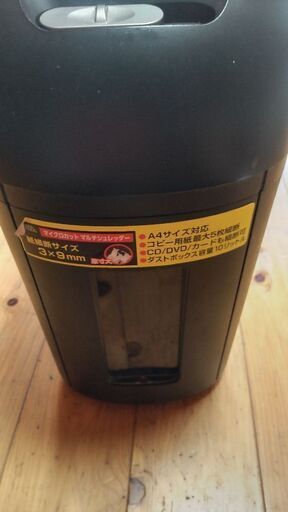 マイクロカット マルチシュレッダー
紙細断サイズ
3×9mm
原寸大
●A4サイズ対応
●コピー用紙最大5枚細断
●CD/DVD/カードも細断可
●ダストボックス容量10リットル